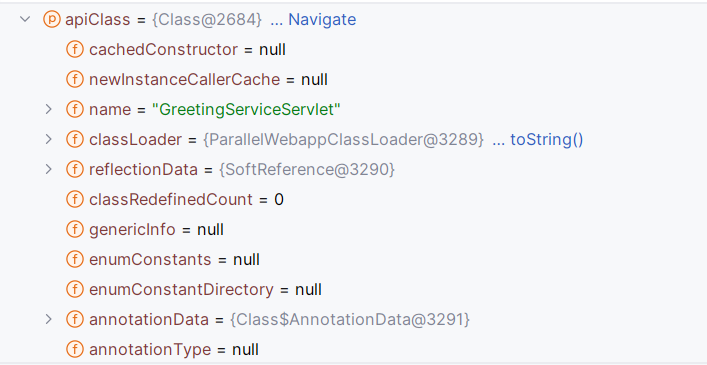 p apiClass = {Class@2684} ... Navigate
f cachedConstructor = null
f newInstanceCallerCache = null
f name = "GreetingServiceServlet"
f classLoader = {ParallelWebappClassLoader@3289} ... toString()
f reflectionData = {SoftReference@3290}
f classRedefinedCount = 0
f genericInfo = null
f enumConstants = null
f enumConstantDirectory = null
f annotationData = {Class$AnnotationData@3291}
f annotationType = null